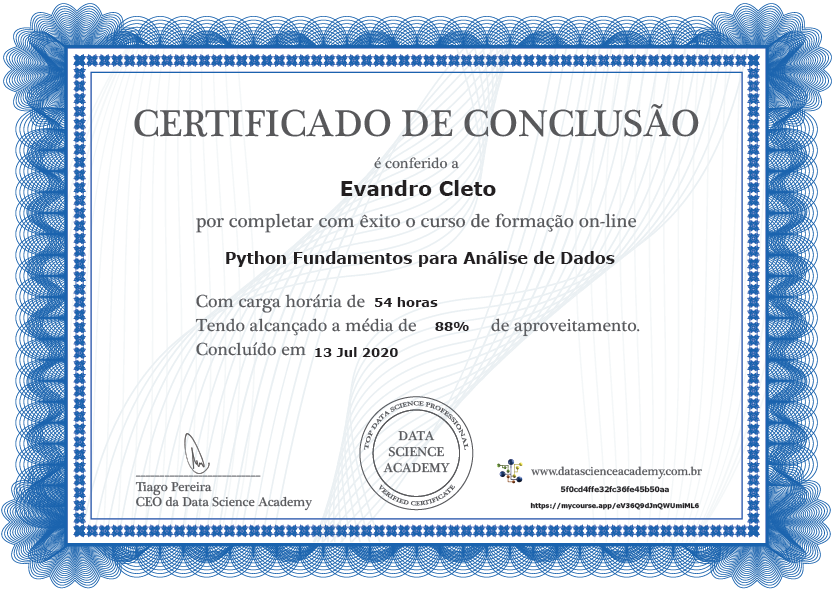 CERTIFICADO DE CONCLUSÃO
é conferido a
Evandro Cleto
por completar com êxito o curso de formação on-line
Python Fundamentos para Análise de Dados
Com carga horária de 54 horas
Tendo alcançado a média de 88% de aproveitamento.
Concluído em 13 Jul 2020
TOP DATA SCIENCE PROFESSIONAL
DATA
SCIENCE
ACADEMY
VERIFIED CERTIFICATE
Tiago Pereira
CEO da Data Science Academy
www.datascienceacademy.com.br
5f0cd4ffe32fc36fe45b50aa
https://mycourse.app/eV36Q9dJnQWUmiML6